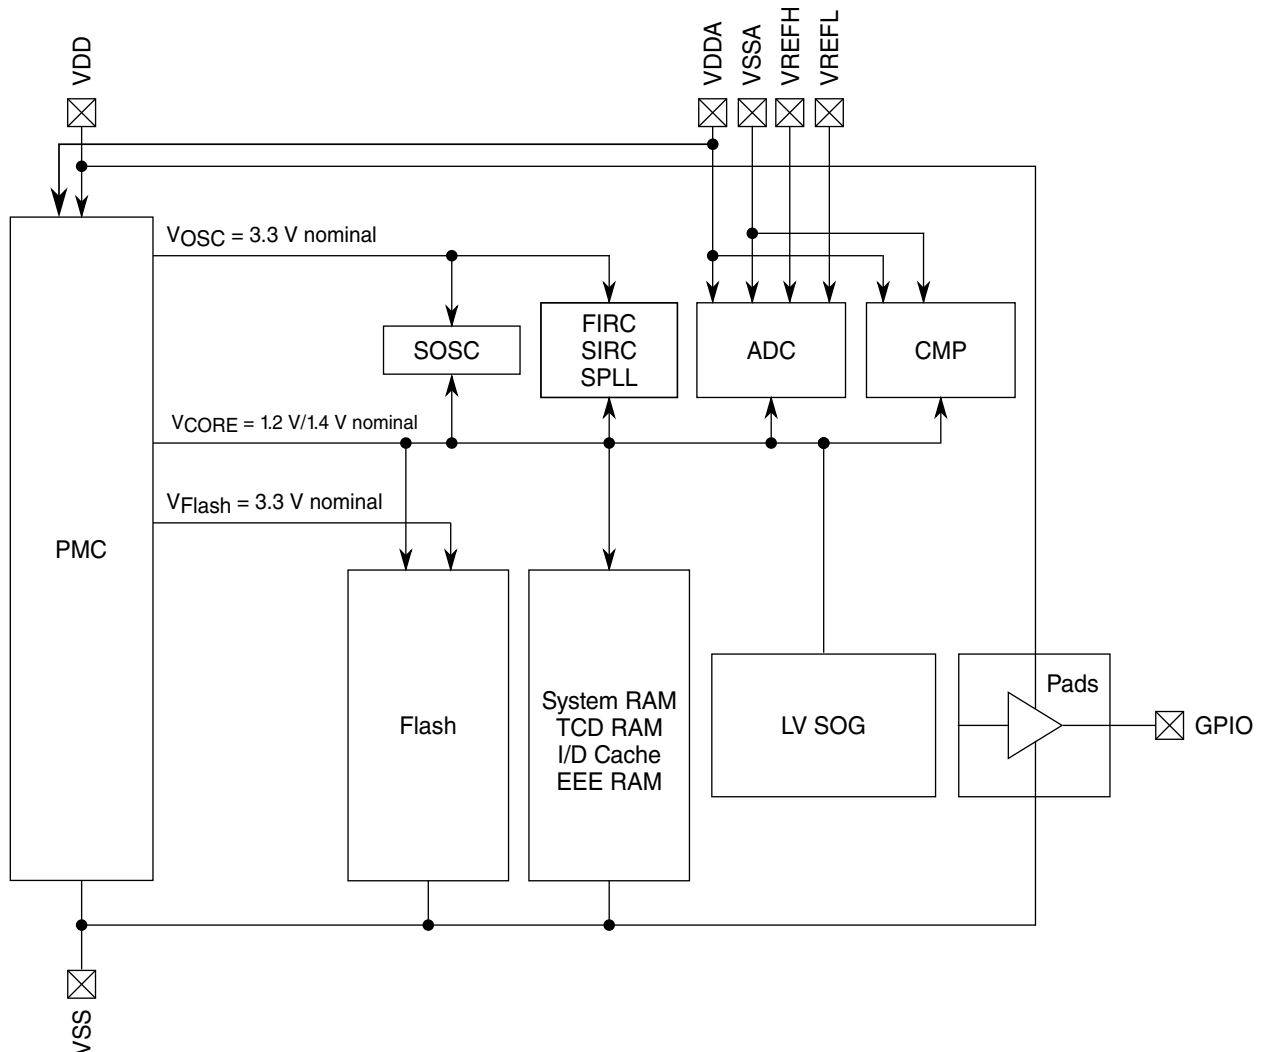 VDD
VDDA
VSSA
VREFH
VREFL
VOSC = 3.3 V nominal
FIRC
SIRC
SPLL
SOSC
ADC
CMP
VCORE = 1.2 V/1.4 V nominal
VFlash = 3.3 V nominal
PMC
Flash
System RAM
TCD RAM
I/D Cache
EEE RAM
LV SOG
Pads
GPIO
VSS